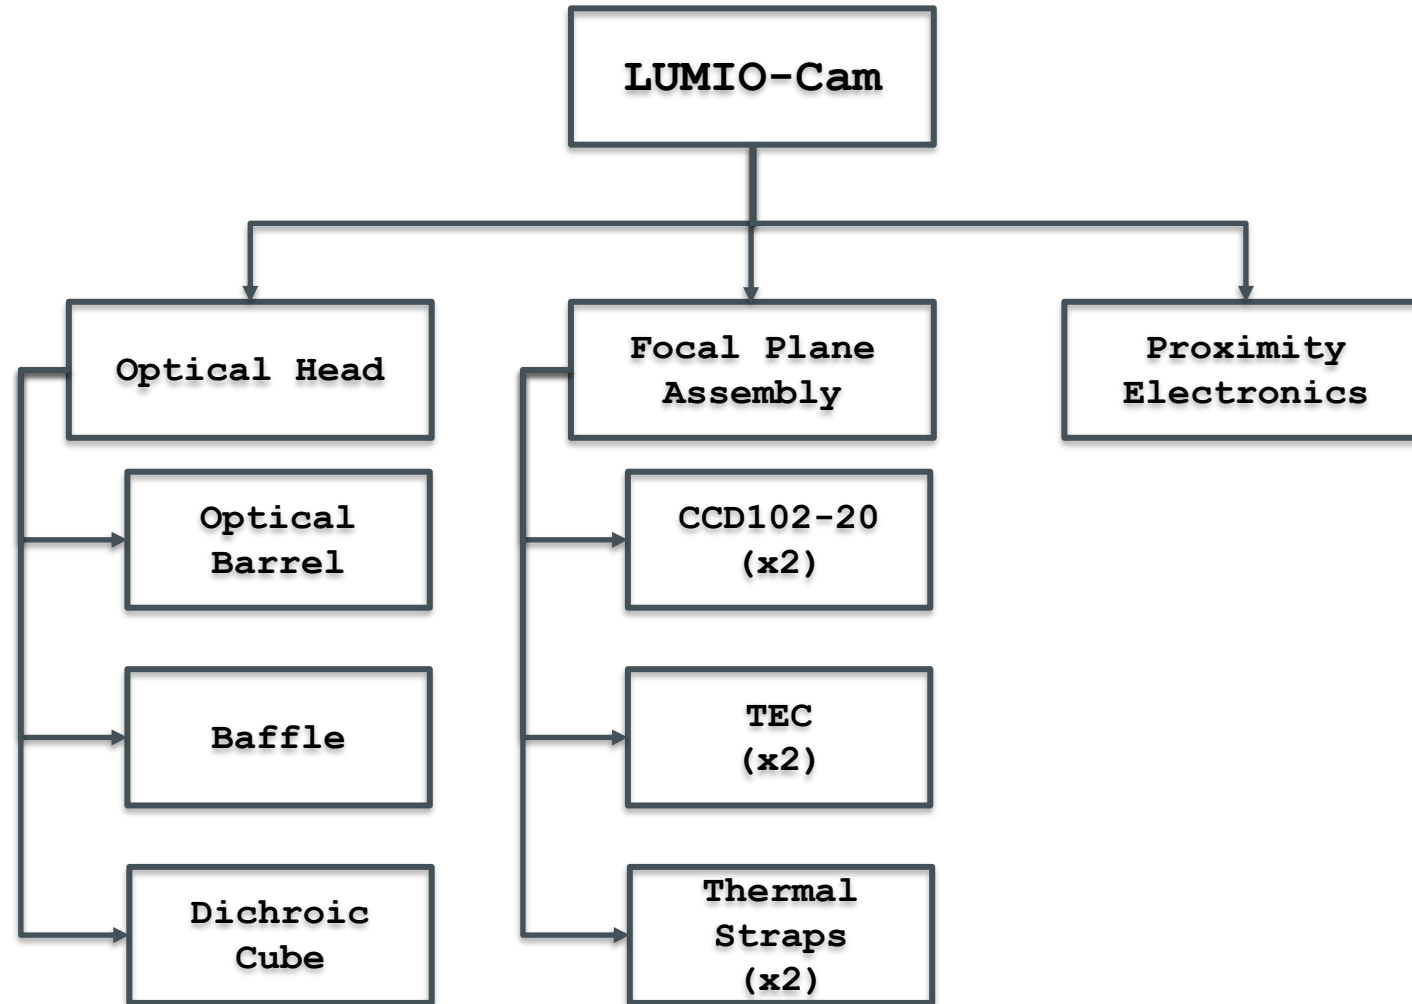 LUMIO-Cam
Optical Head
Focal Plane
Assembly
Proximity
Electronics
Optical
Barrel
CCD102-20
(x2)
Baffle
TEC
(x2)
Dichroic
Cube
Thermal
Straps
(x2)